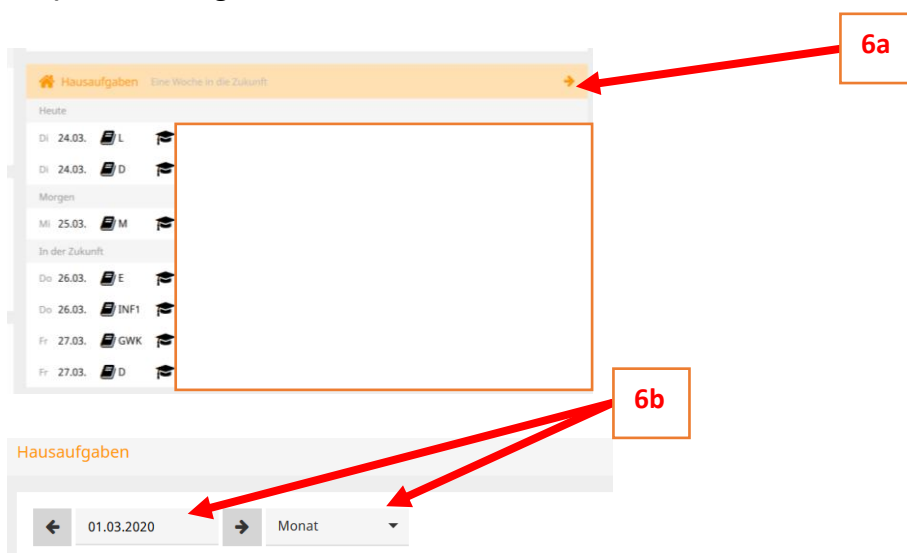 6a
Hausaufgaben Eine Woche in die Zukunft
Heute
Di 24.03. L
Di 24.03. D
Morgen
Mi 25.03. M
In der Zukunft
Do 26.03. E
Do 26.03. INF1
Fr 27.03. GWK
Fr 27.03. D
6b
Hausaufgaben
01.03.2020 Monat